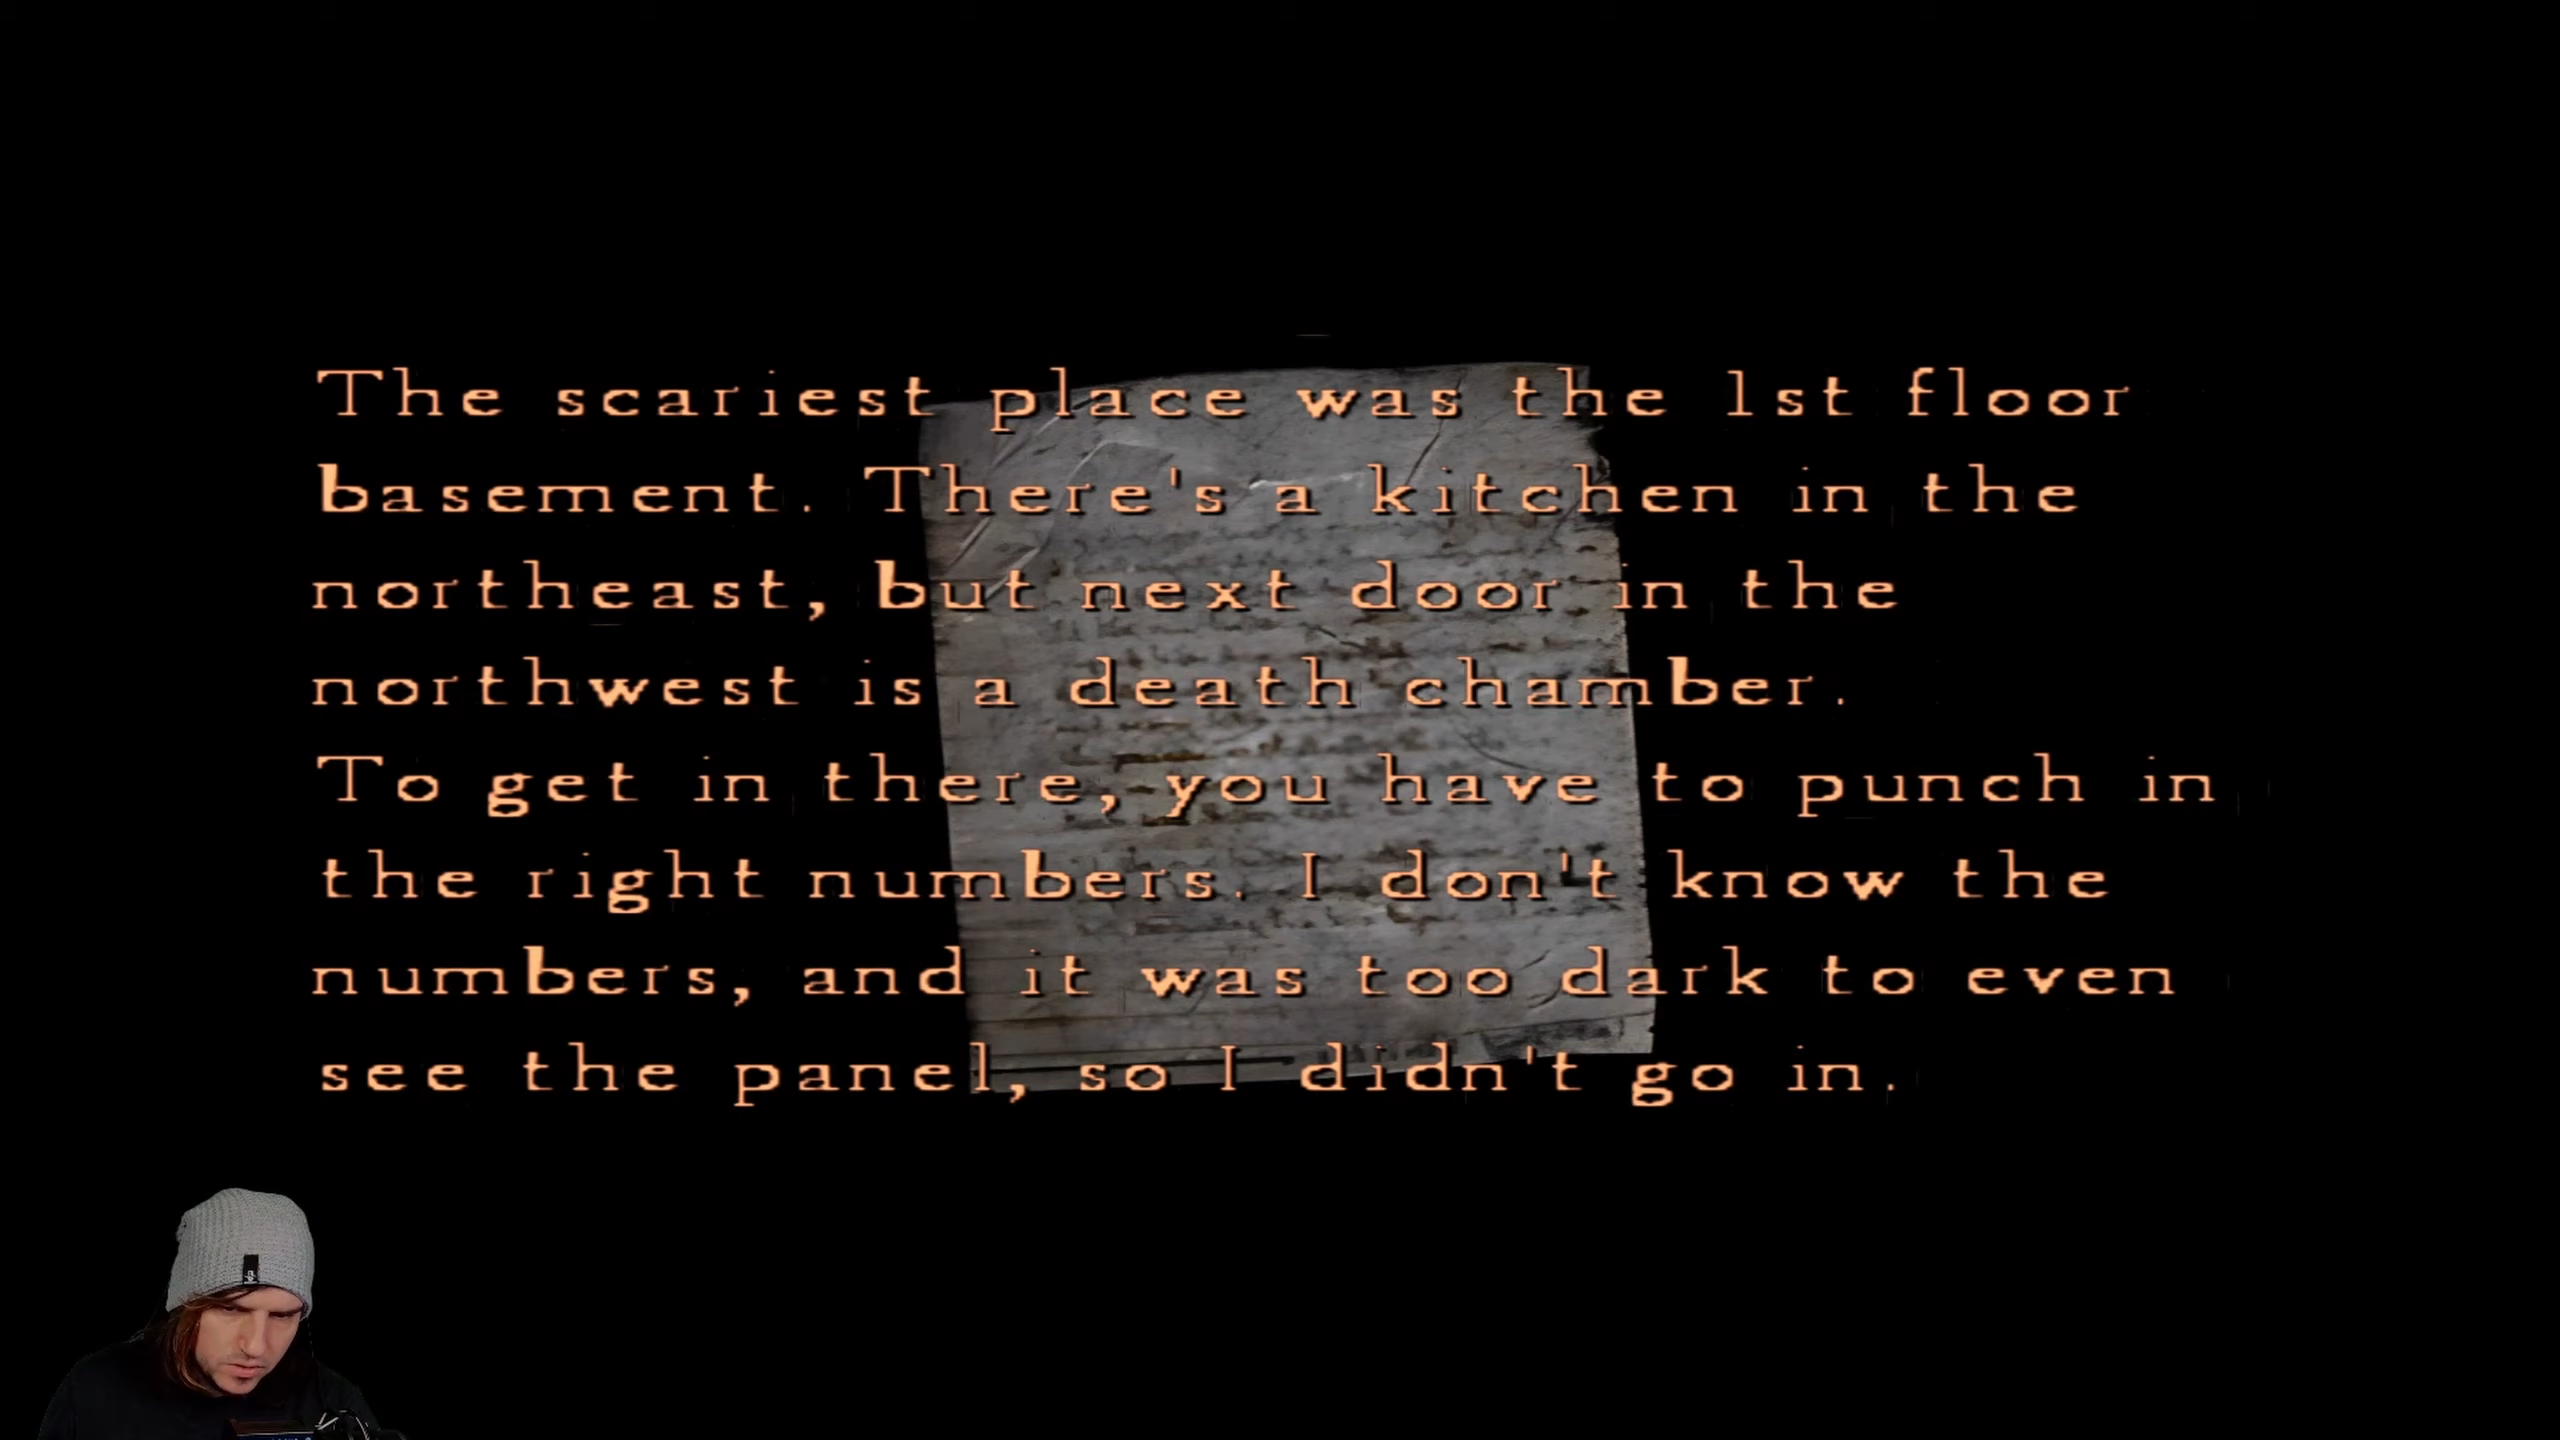 The scariest place was the 1st floor
basement. There's a kitchen in the
northeast, but next door in the
northwest is a death chamber.
To get in there, you have to punch in
the right numbers. I don't know the
numbers, and it was too dark to even
see the panel, so I didn't go in.